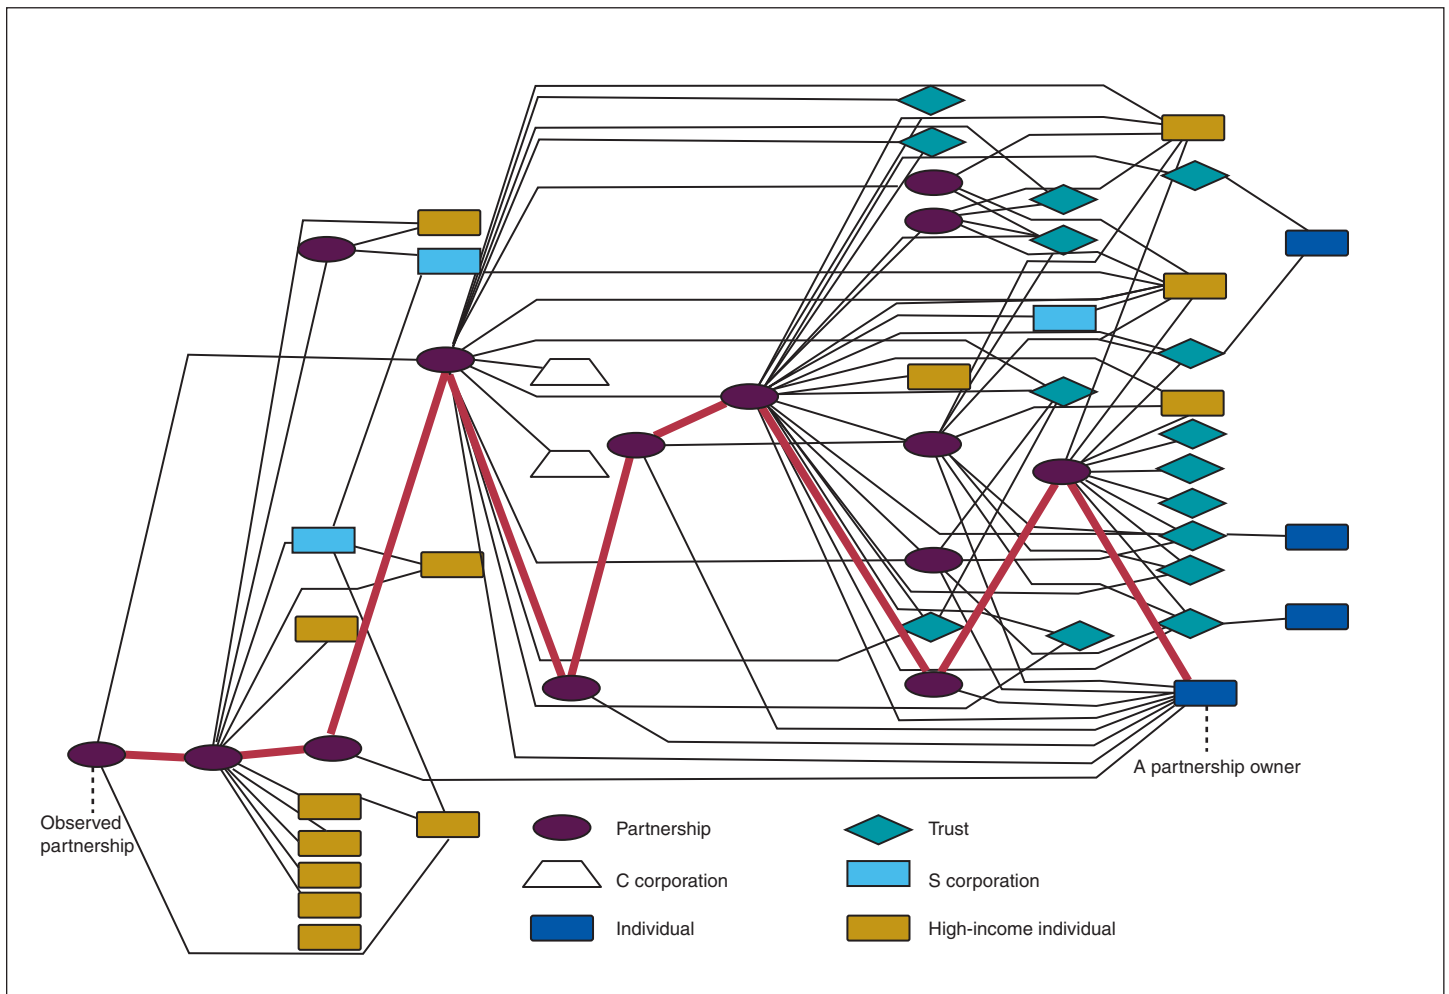 A partnership owner
Observed
partnership
Partnership
Trust
C corporation
S corporation
Individual
High-income individual